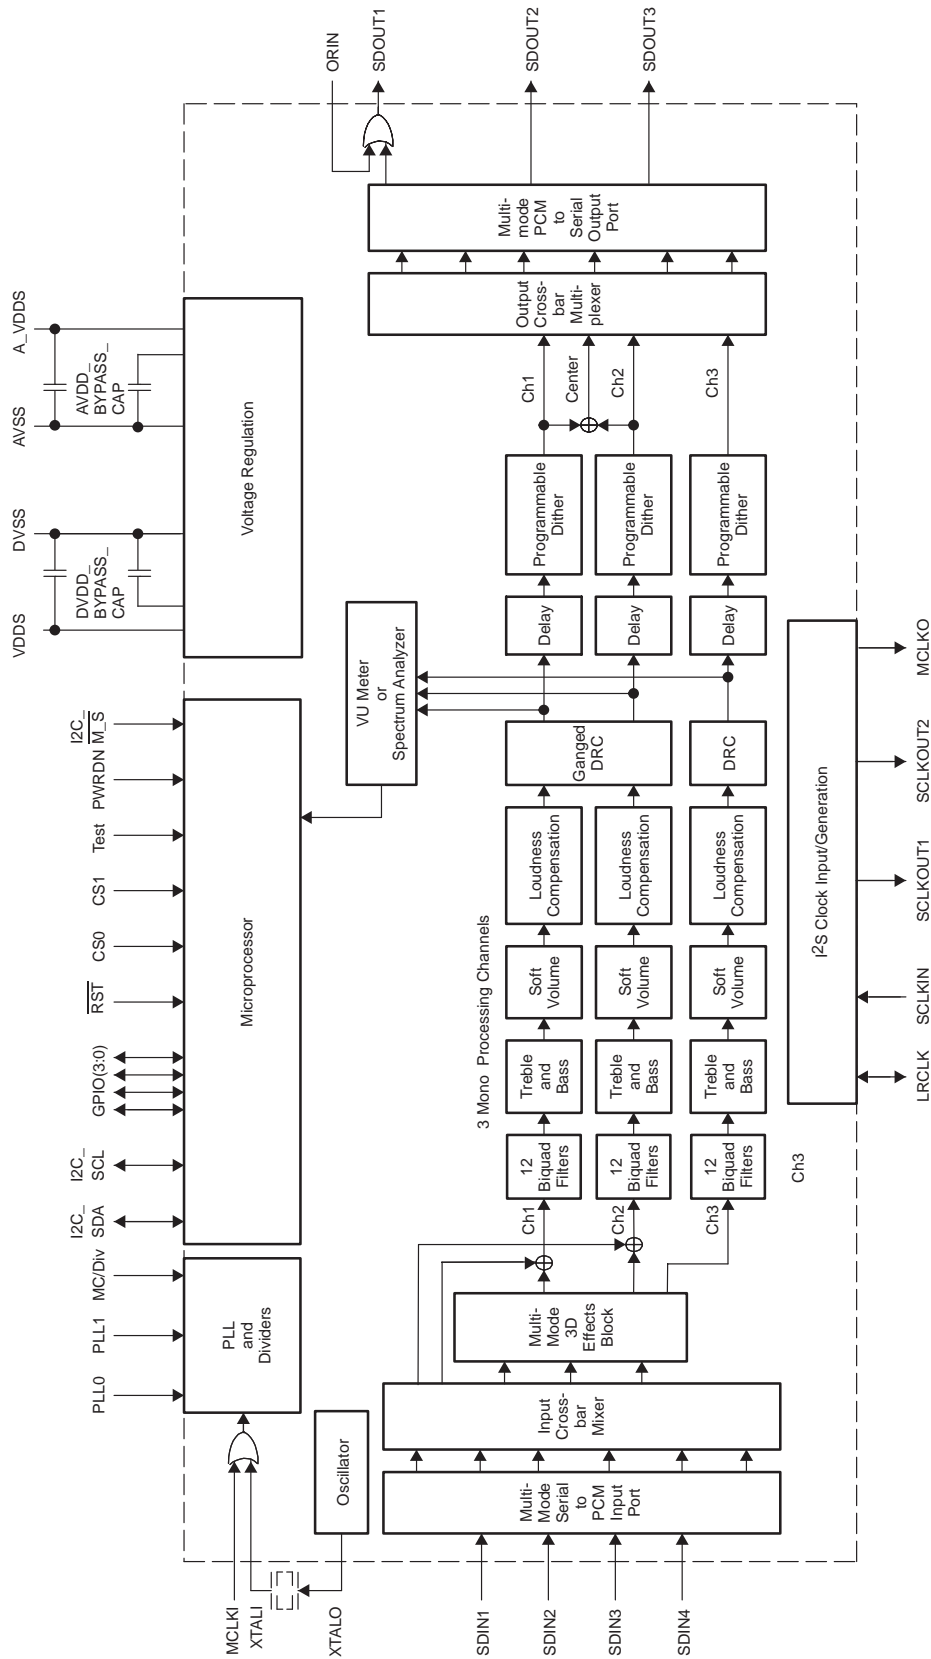 PLL0
PLL1
MC/Div
I2C_
SDA
I2C_
SCL
GPIO(3:0)
RST
CS0
CS1
Test
PWRDN
I2C_
M_S
VDDS
DVDD_
BYPASS_
CAP
DVSS
AVSS
AVDD_
BYPASS_
CAP
A_VDDS
PLL
and
Dividers
Microprocessor
Voltage Regulation
MCLKI
XTALI
XTALO
Oscillator
VU Meter
or
Spectrum Analyzer
ORIN
SDOUT1
SDOUT2
SDOUT3
SDIN1
SDIN2
SDIN3
SDIN4
Multi-
Mode
Serial
to
PCM
Input
Port
Input
Cross-
bar
Mixer
Multi-
Mode
3D
Effects
Block
3 Mono Processing Channels
Ch1
12
Biquad
Filters
Treble
and
Bass
Soft
Volume
Loudness
Compensation
Ganged
DRC
Delay
Programmable
Dither
Ch1
Center
Ch2
12
Biquad
Filters
Treble
and
Bass
Soft
Volume
Loudness
Compensation
Delay
Programmable
Dither
Ch2
Ch3
12
Biquad
Filters
Treble
and
Bass
Soft
Volume
Loudness
Compensation
DRC
Delay
Programmable
Dither
Ch3
Output
Cross-
bar
Multi-
plexer
Multi-
mode
PCM
to
Serial
Output
Port
Ch3
I2S Clock Input/Generation
LRCLK
SCLKIN
SCLKOUT1
SCLKOUT2
MCLKO